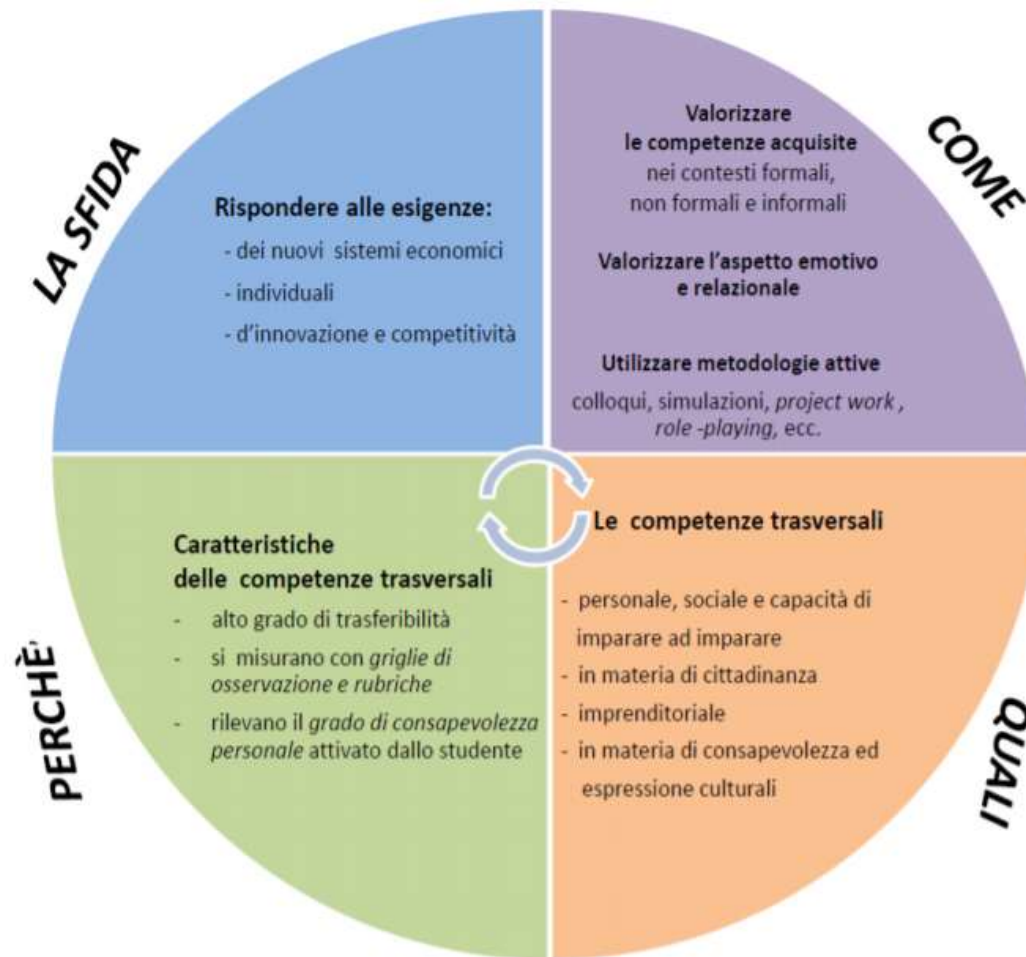 LA SFIDA
Rispondere alle esigenze:
- dei nuovi sistemi economici
- individuali
- d'innovazione e competitività
COME
Valorizzare
le competenze acquisite
nei contesti formali,
non formali e informali
Valorizzare l'aspetto emotivo
e relazionale
Utilizzare metodologie attive
colloqui, simulazioni, project work ,
role -playing, ecc.
PERCHÈ
Caratteristiche
delle competenze trasversali
- alto grado di trasferibilità
- si misurano con griglie di
osservazione e rubriche
- rilevano il grado di consapevolezza
personale attivato dallo studente
QUALI
Le competenze trasversali
- personale, sociale e capacità di
imparare ad imparare
- in materia di cittadinanza
- imprenditoriale
- in materia di consapevolezza ed
espressione culturali